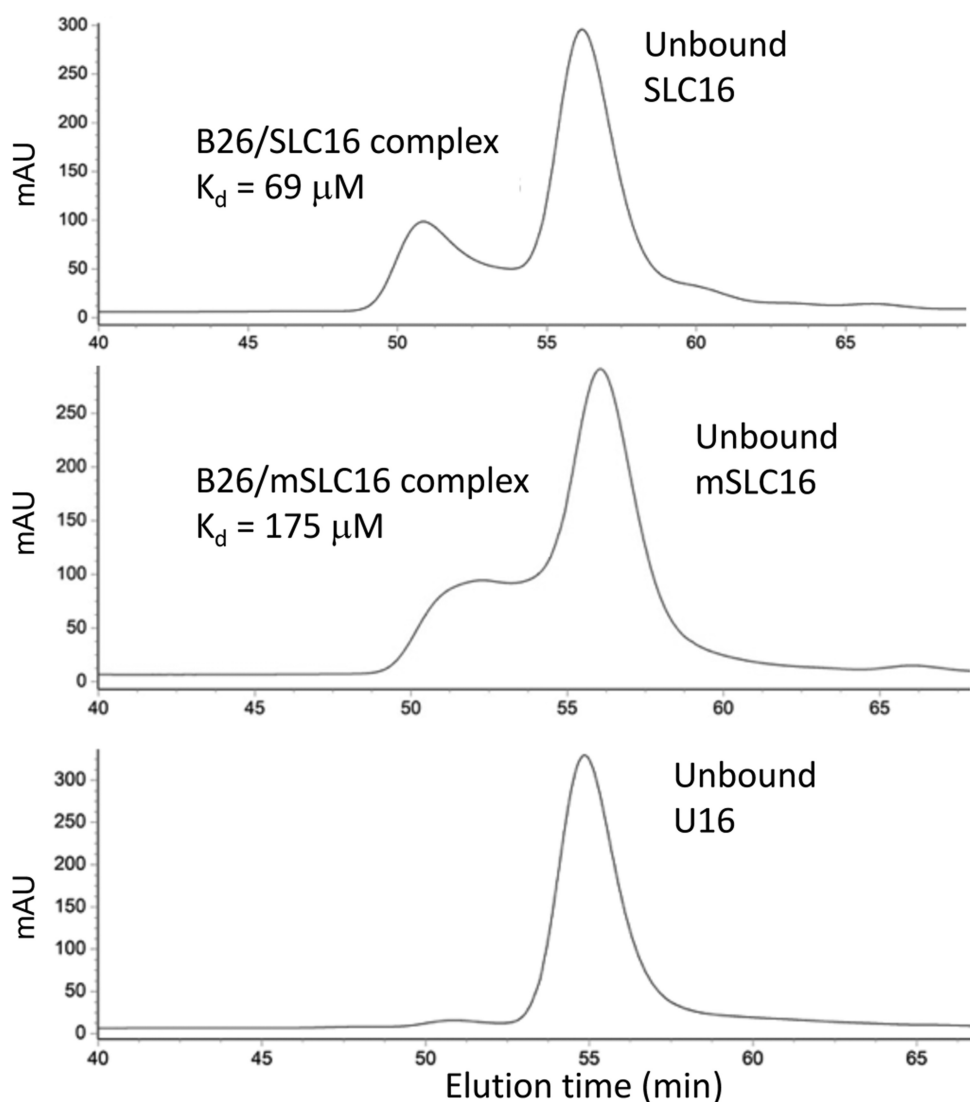 300
250
200
150
100
50
0
mAU
Unbound
SLC16
B26/SLC16 complex
Kd = 69 μM
40 45 50 55 60 65
250
200
150
100
50
0
mAU
Unbound
mSLC16
B26/mSLC16 complex
Kd = 175 μM
40 45 50 55 60 65
300
250
200
150
100
50
0
mAU
Unbound
U16
40 45 50 55 60 65
Elution time (min)